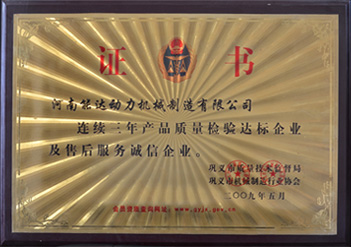 证 书
河南能达动力机械制造有限公司
连续三年产品质量检验达标企业
及售后服务诚信企业。
巩义市质量技术监督局
巩义市机械制造行业协会
二〇〇九年五月